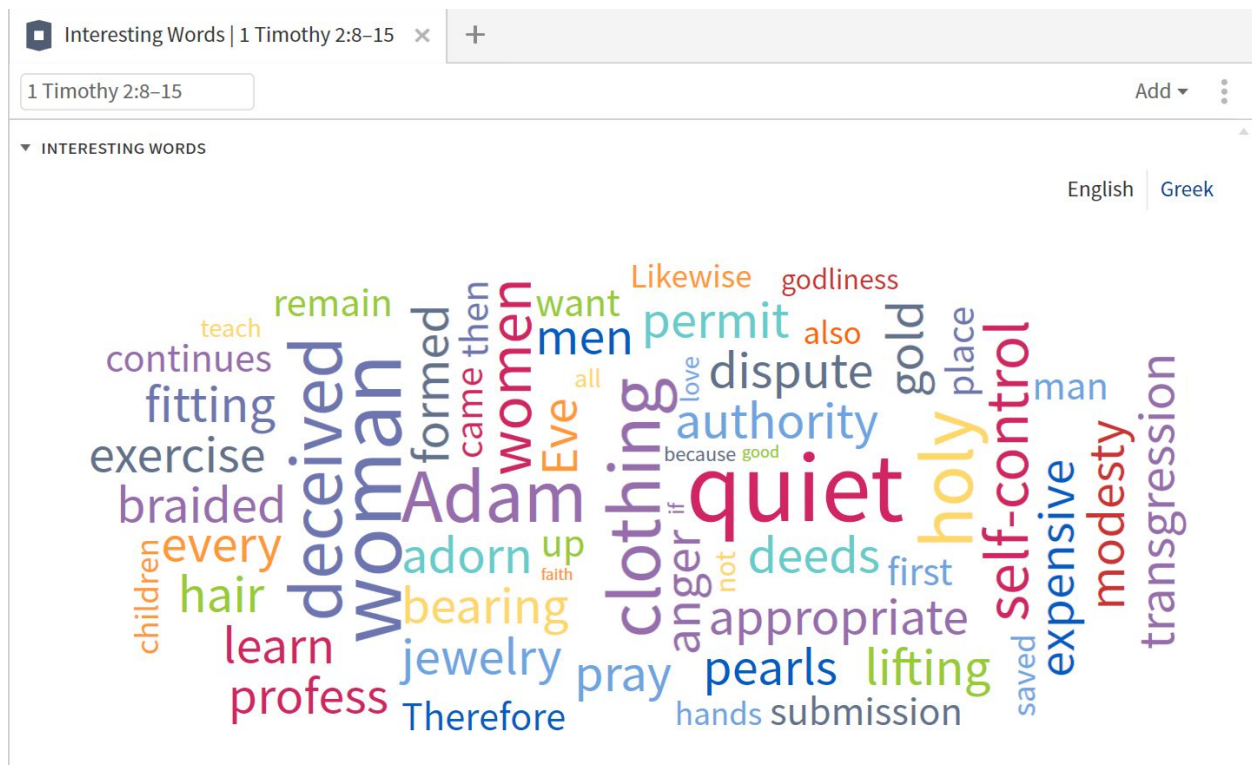 Interesting Words | 1 Timothy 2:8–15
1 Timothy 2:8–15
Add
INTERESTING WORDS
English
Greek
Likewise
godliness
remain
then
women
want
teach
formed
men
permit
also
gold
place
self-control
continues
deceived
woman
came
all
love
dispute
man
transgression
fitting
Eve
clothing
authority
holy
modesty
exercise
because
good
expensive
braided
Adam
quiet
if
every
adorn
up
anger
not
deeds
first
children
faith
hair
bearing
appropriate
learn
jewelry
pray
pearls
lifting
saved
profess
Therefore
hands
submission